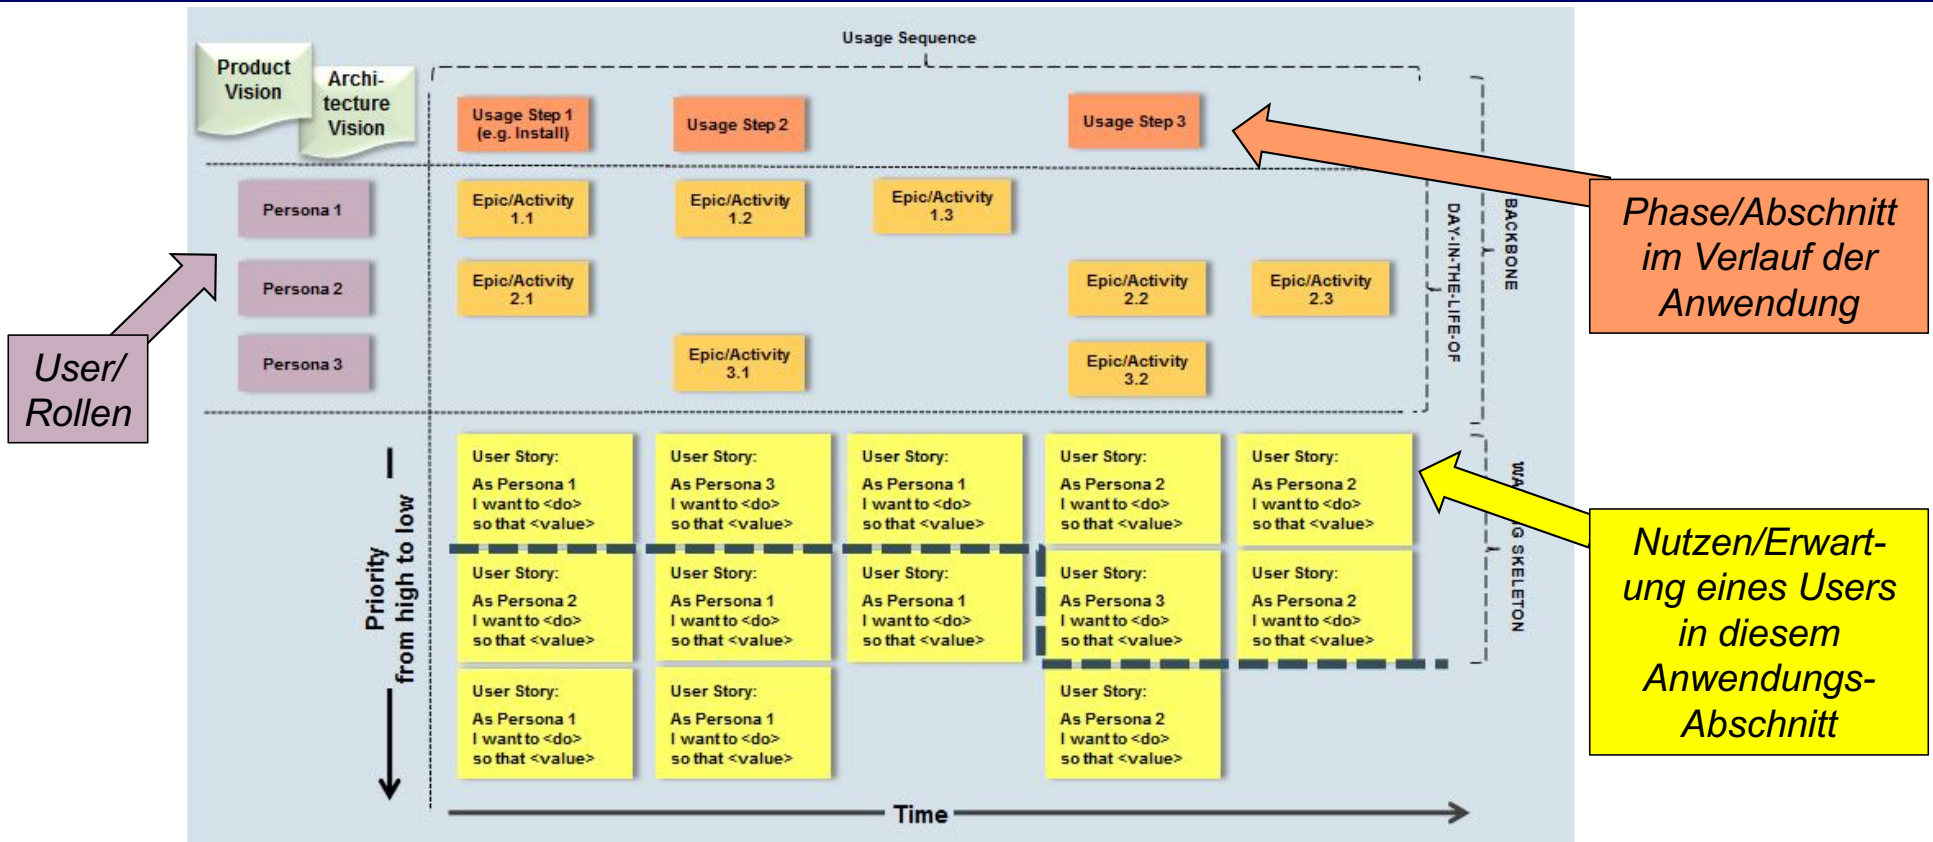 Usage Sequence
Product
Vision
Archi-
tecture
Vision
Usage Step 1
(e.g. Install)
Usage Step 2
Usage Step 3
Phase/Abschnitt
im Verlauf der
Anwendung
BACKBONE
DAY-IN-THE-LIFE-OF
Persona 1
Epic/Activity
1.1
Epic/Activity
1.2
Epic/Activity
1.3
Persona 2
Epic/Activity
2.1
Epic/Activity
2.2
Epic/Activity
2.3
Persona 3
Epic/Activity
3.1
Epic/Activity
3.2
User/
Rollen
Priority
from high to low
User Story:
As Persona 1
I want to <do>
so that <value>
User Story:
As Persona 3
I want to <do>
so that <value>
User Story:
As Persona 1
I want to <do>
so that <value>
User Story:
As Persona 2
I want to <do>
so that <value>
User Story:
As Persona 2
I want to <do>
so that <value>
SKELETON
Nutzen/Erwart-
ung eines Users
in diesem
Anwendungs-
Abschnitt
User Story:
As Persona 2
I want to <do>
so that <value>
User Story:
As Persona 1
I want to <do>
so that <value>
User Story:
As Persona 1
I want to <do>
so that <value>
User Story:
As Persona 3
I want to <do>
so that <value>
User Story:
As Persona 2
I want to <do>
so that <value>
User Story:
As Persona 1
I want to <do>
so that <value>
User Story:
As Persona 1
I want to <do>
so that <value>
User Story:
As Persona 2
I want to <do>
so that <value>
Time